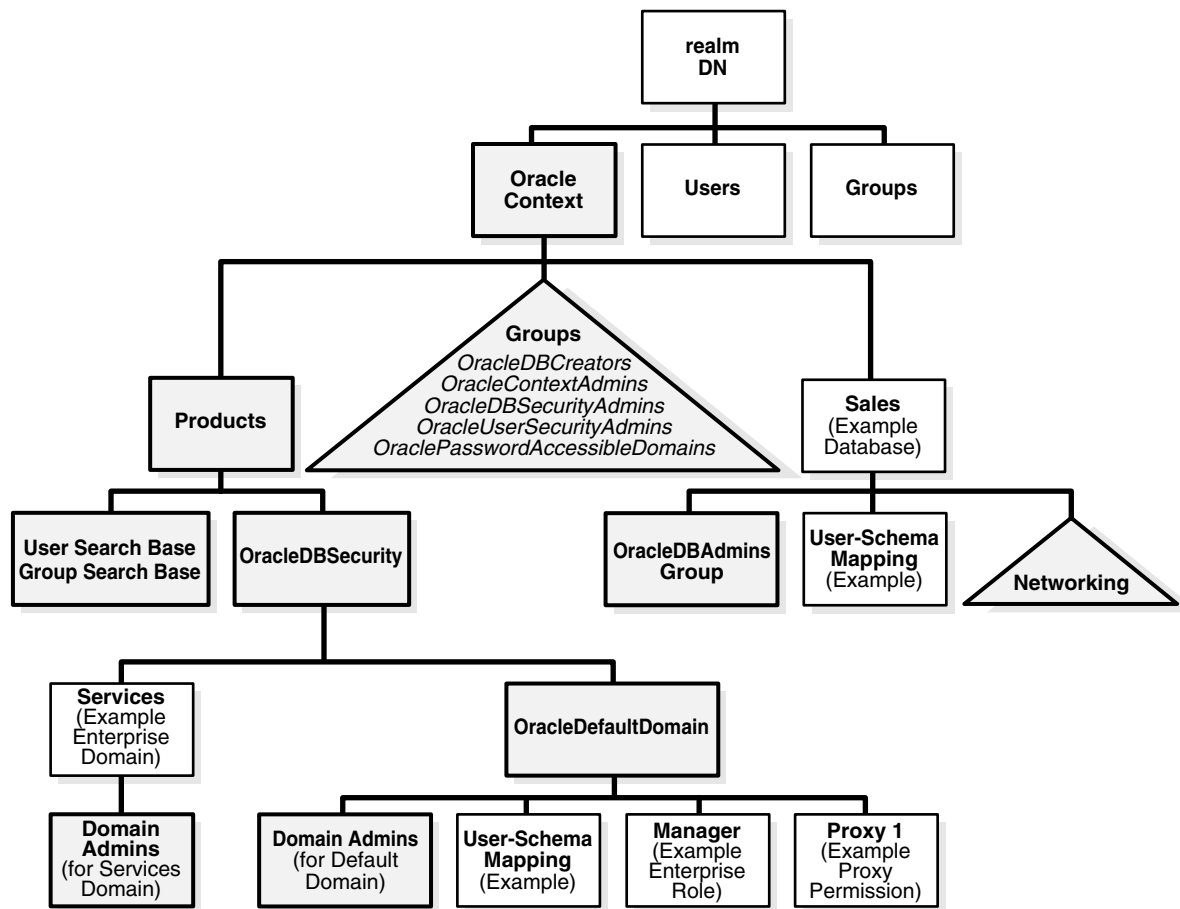 realm
DN
Oracle
Context
Users
Groups
Groups
OracleDBCreators
OracleContextAdmins
OracleDBSecurityAdmins
OracleUserSecurityAdmins
OraclePasswordAccessibleDomains
Products
Sales
(Example
Database)
User Search Base
Group Search Base
OracleDBSecurity
OracleDBAdmins
Group
User-Schema
Mapping
(Example)
Networking
Services
(Example
Enterprise
Domain)
OracleDefaultDomain
Domain
Admins
(for Services
Domain)
Domain Admins
(for Default
Domain)
User-Schema
Mapping
(Example)
Manager
(Example
Enterprise
Role)
Proxy 1
(Example
Proxy
Permission)